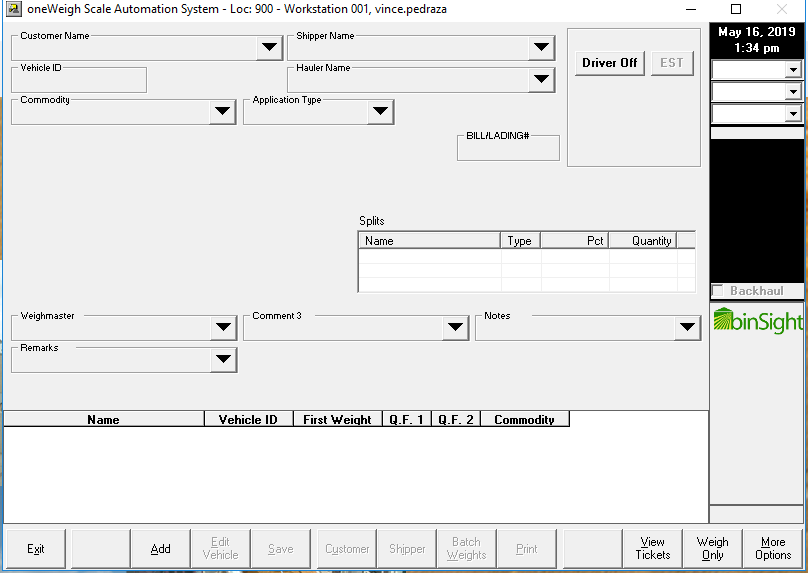 oneWeigh Scale Automation System - Loc: 900 - Workstation 001, vince.pedraza
Customer Name
Shipper Name
May 16, 2019
1:34 pm
Driver Off
EST
Vehicle ID
Hauler Name
Commodity
Application Type
BILL/LADING#
Splits
Name Type Pct Quantity
Backhaul
binSight
Weighmaster
Comment 3
Notes
Remarks
Name Vehicle ID First Weight Q.F. 1 Q.F. 2 Commodity
Exit
Add
Edit
Vehicle
Save
Customer
Shipper
Batch
Weights
Print
View
Tickets
Weigh
Only
More
Options